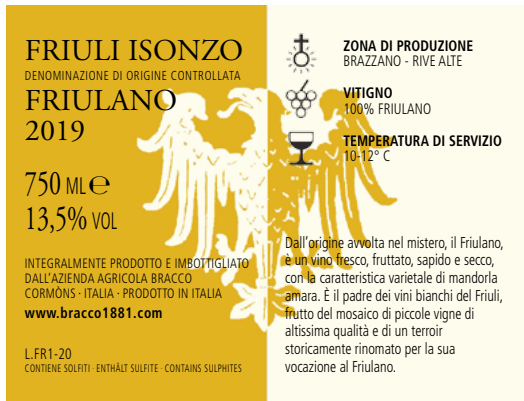 FRIULI ISONZO
DENOMINAZIONE DI ORIGINE CONTROLLATA
FRIULANO
2019
750 ML ℮
13,5% VOL
INTEGRALMENTE PRODOTTO E IMBOTTIGLIATO
DALL'AZIENDA AGRICOLA BRACCO
CORMÒNS · ITALIA · PRODOTTO IN ITALIA
www.bracco1881.com
L.FR1-20
CONTIENE SOLFITI · ENTHÄLT SULFITE · CONTAINS SULPHITES
ZONA DI PRODUZIONE
BRAZZANO - RIVE ALTE
VITIGNO
100% FRIULANO
TEMPERATURA DI SERVIZIO
10-12° C
Dall'origine avvolta nel mistero, il Friulano,
è un vino fresco, fruttato, sapido e secco,
con la caratteristica varietale di mandorla
amara. È il padre dei vini bianchi del Friuli,
frutto del mosaico di piccole vigne di
altissima qualità e di un terroir
storicamente rinomato per la sua
vocazione al Friulano.